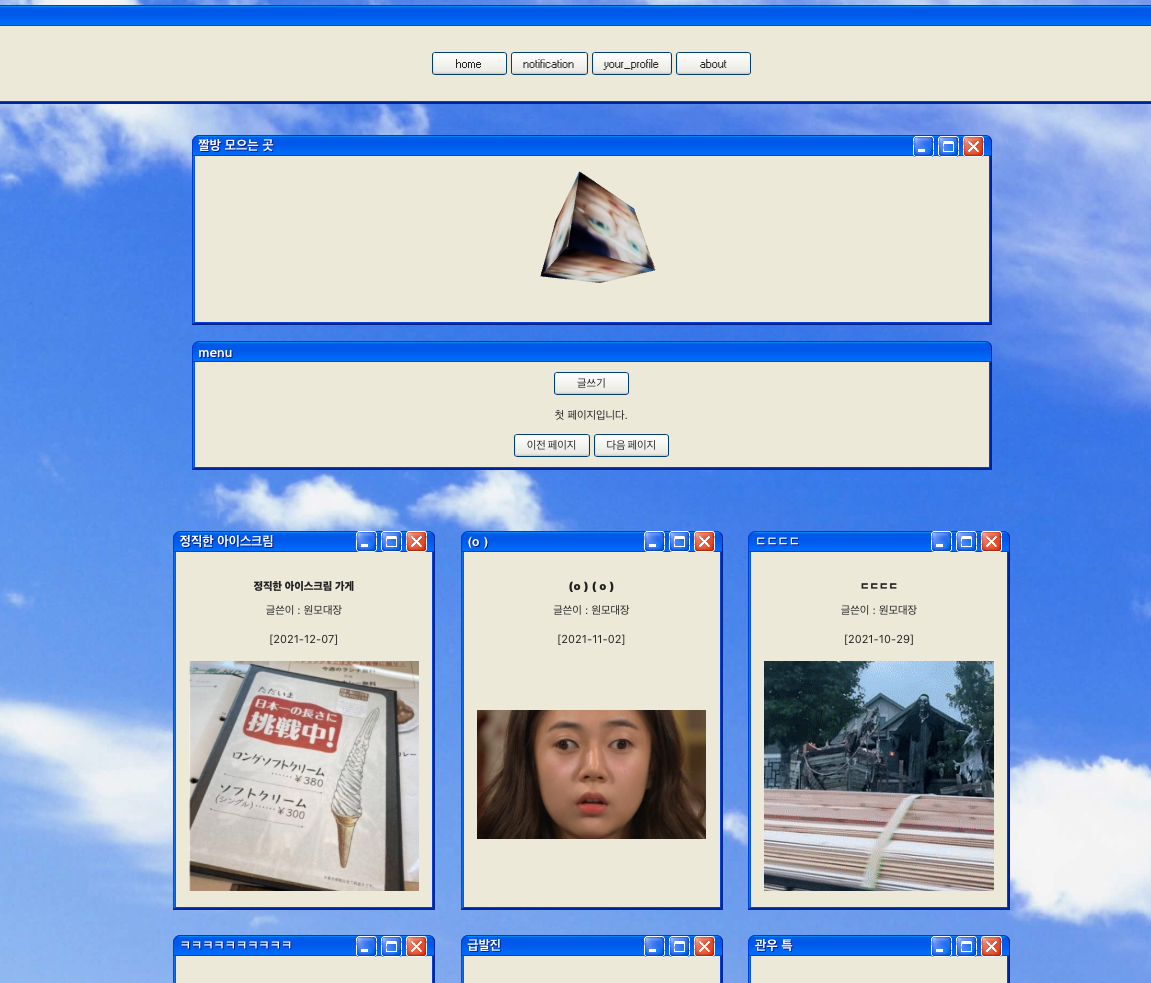 home
notification
your_profile
about
짤방 모으는 곳
menu
글쓰기
첫 페이지입니다.
이전 페이지
다음 페이지
정직한 아이스크림
정직한 아이스크림 가게
글쓴이 : 원모대장
[2021-12-07]
ただいま
日本一の長さに
挑戦中!
ロングソフトクリーム
……￥380
ソフトクリーム
(シングル)……￥300
カレー
(o )
(o ) ( o )
글쓴이 : 원모대장
[2021-11-02]
ㄷㄷㄷㄷ
ㄷㄷㄷㄷ
글쓴이 : 원모대장
[2021-10-29]
ㅋㅋㅋㅋㅋㅋㅋㅋㅋㅋ
급발진
관우 특